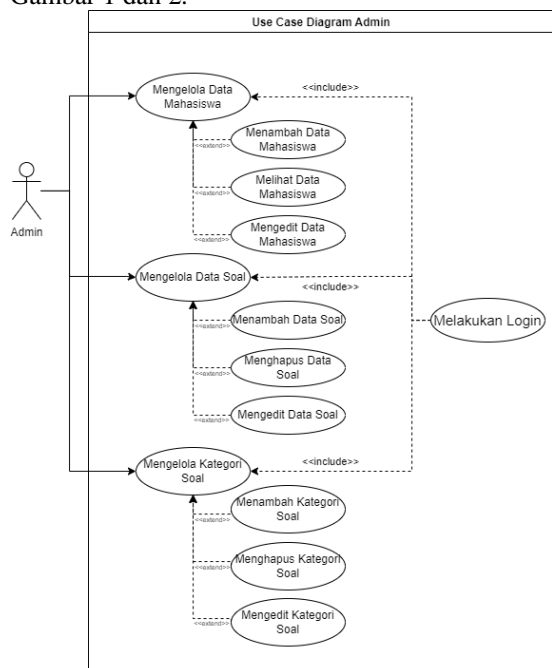 Gambar 1 dan 2.
Use Case Diagram Admin
Mengelola Data
Mahasiswa
<<include>>
Menambah Data
Mahasiswa
<<extend>>
Melihat Data
Mahasiswa
<<extend>>
Mengedit Data
Mahasiswa
<<extend>>
Admin
Mengelola Data Soal
<<include>>
Menambah Data Soal
<<extend>>
Melakukan Login
Menghapus Data
Soal
<<extend>>
Mengedit Data Soal
<<extend>>
Mengelola Kategori
Soal
<<include>>
Menambah Kategori
Soal
<<extend>>
Menghapus Kategori
Soal
<<extend>>
Mengedit Kategori
Soal
<<extend>>